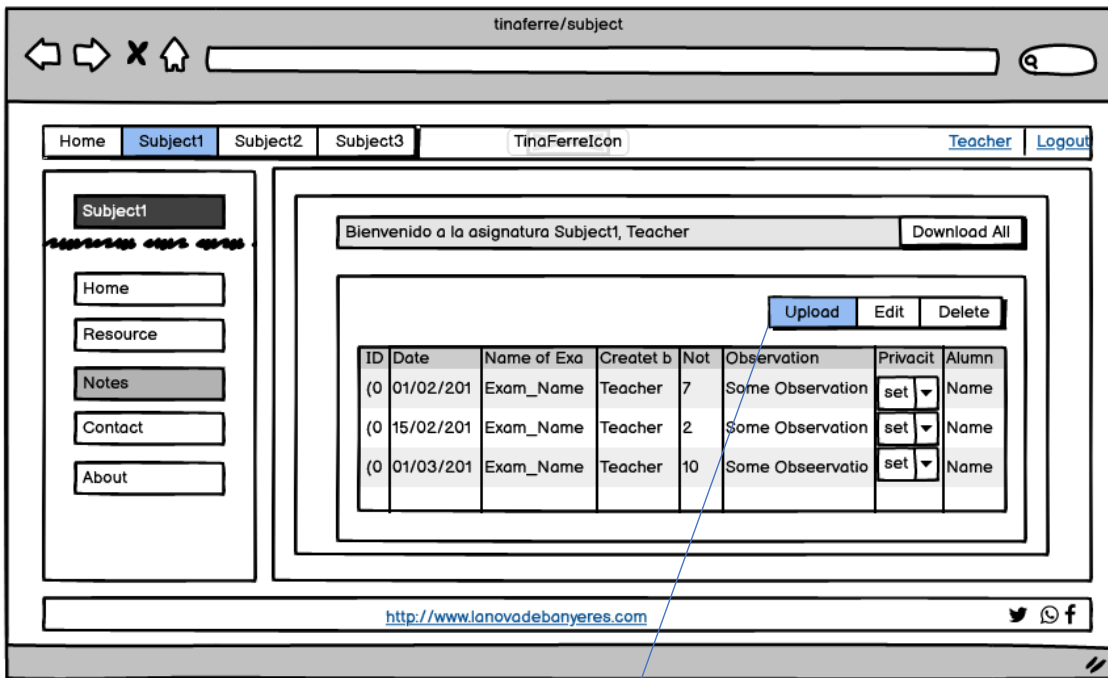 tinaferre/subject
Home Subject1 Subject2 Subject3 TinaFerreIcon Teacher Logout
Subject1
Home
Resource
Notes
Contact
About
Bienvenido a la asignatura Subject1, Teacher Download All
Upload Edit Delete
ID Date Name of Exa Createt b Not Observation Privacit Alumn
(0 01/02/201 Exam_Name Teacher 7 Some Observation set Name
(0 15/02/201 Exam_Name Teacher 2 Some Observation set Name
(0 01/03/201 Exam_Name Teacher 10 Some Obseervatio set Name
http://www.lanovadebanyeres.com